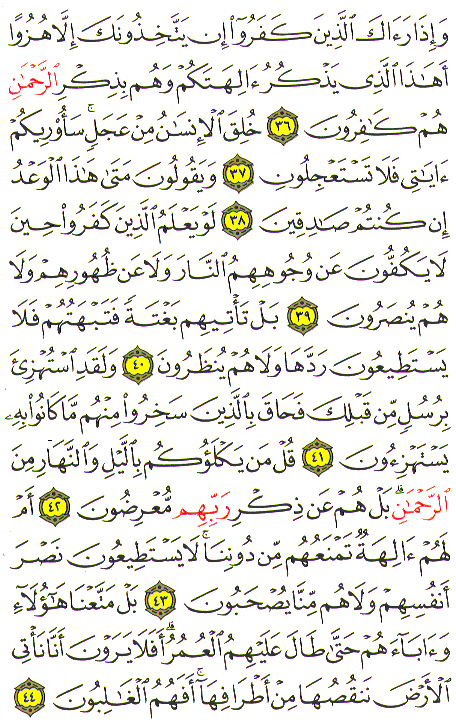 وَإِذَا رَءَاكَ ٱلَّذِينَ كَفَرُوٓا۟ إِن يَتَّخِذُونَكَ إِلَّا هُزُوًا
أَهَـٰذَا ٱلَّذِى يَذْكُرُ ءَالِهَتَكُمْ وَهُم بِذِكْرِ ٱلرَّحْمَـٰنِ
هُمْ كَـٰفِرُونَ ٣٦ خُلِقَ ٱلْإِنسَـٰنُ مِنْ عَجَلٍ ۚ سَأُو۟رِيكُمْ
ءَايَـٰتِى فَلَا تَسْتَعْجِلُونِ ٣٧ وَيَقُولُونَ مَتَىٰ هَـٰذَا ٱلْوَعْدُ
إِن كُنتُمْ صَـٰدِقِينَ ٣٨ لَوْ يَعْلَمُ ٱلَّذِينَ كَفَرُوا۟ حِينَ
لَا يَكُفُّونَ عَن وُجُوهِهِمُ ٱلنَّارَ وَلَا عَن ظُهُورِهِمْ وَلَا
هُمْ يُنصَرُونَ ٣٩ بَلْ تَأْتِيهِم بَغْتَةً فَتَبْهَتُهُمْ فَلَا
يَسْتَطِيعُونَ رَدَّهَا وَلَا هُمْ يُنظَرُونَ ٤٠ وَلَقَدِ ٱسْتُهْزِئَ
بِرُسُلٍ مِّن قَبْلِكَ فَحَاقَ بِٱلَّذِينَ سَخِرُوا۟ مِنْهُم مَّا كَانُوا۟ بِهِۦ
يَسْتَهْزِءُونَ ٤١ قُلْ مَن يَكْلَؤُكُم بِٱلَّيْلِ وَٱلنَّهَارِ مِنَ
ٱلرَّحْمَـٰنِ ۗ بَلْ هُمْ عَن ذِكْرِ رَبِّهِم مُّعْرِضُونَ ٤٢ أَمْ
لَهُمْ ءَالِهَةٌ تَمْنَعُهُم مِّن دُونِنَا ۚ لَا يَسْتَطِيعُونَ نَصْرَ
أَنفُسِهِمْ وَلَا هُم مِّنَّا يُصْحَبُونَ ٤٣ بَلْ مَتَّعْنَا هَـٰٓؤُلَآءِ
وَءَابَآءَهُمْ حَتَّىٰ طَالَ عَلَيْهِمُ ٱلْعُمُرُ ۗ أَفَلَا يَرَوْنَ أَنَّا نَأْتِى
ٱلْأَرْضَ نَنقُصُهَا مِنْ أَطْرَافِهَآ ۚ أَفَهُمُ ٱلْغَـٰلِبُونَ ٤٤